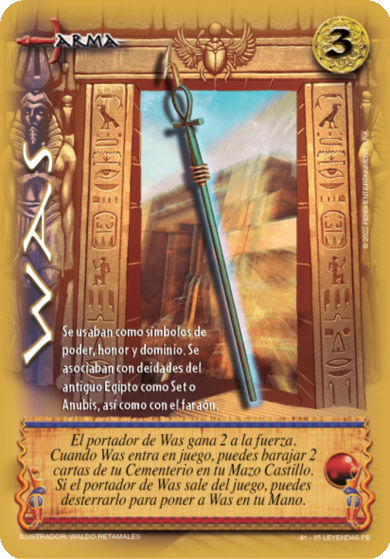 ARMA
3
WAS
© 2002 FENIX ENTERTAINMENT S.A.
Se usaban como símbolos de
poder, honor y dominio. Se
asociaban con deidades del
antiguo Egipto como Set o
Anubis, así como con el faraón.
El portador de Was gana 2 a la fuerza.
Cuando Was entra en juego, puedes barajar 2
cartas de tu Cementerio en tu Mazo Castillo.
Si el portador de Was sale del juego, puedes
desterrarlo para poner a Was en tu Mano.
ILUSTRADOR: WALDO RETAMALES
41 - 85 LEYENDAS PB